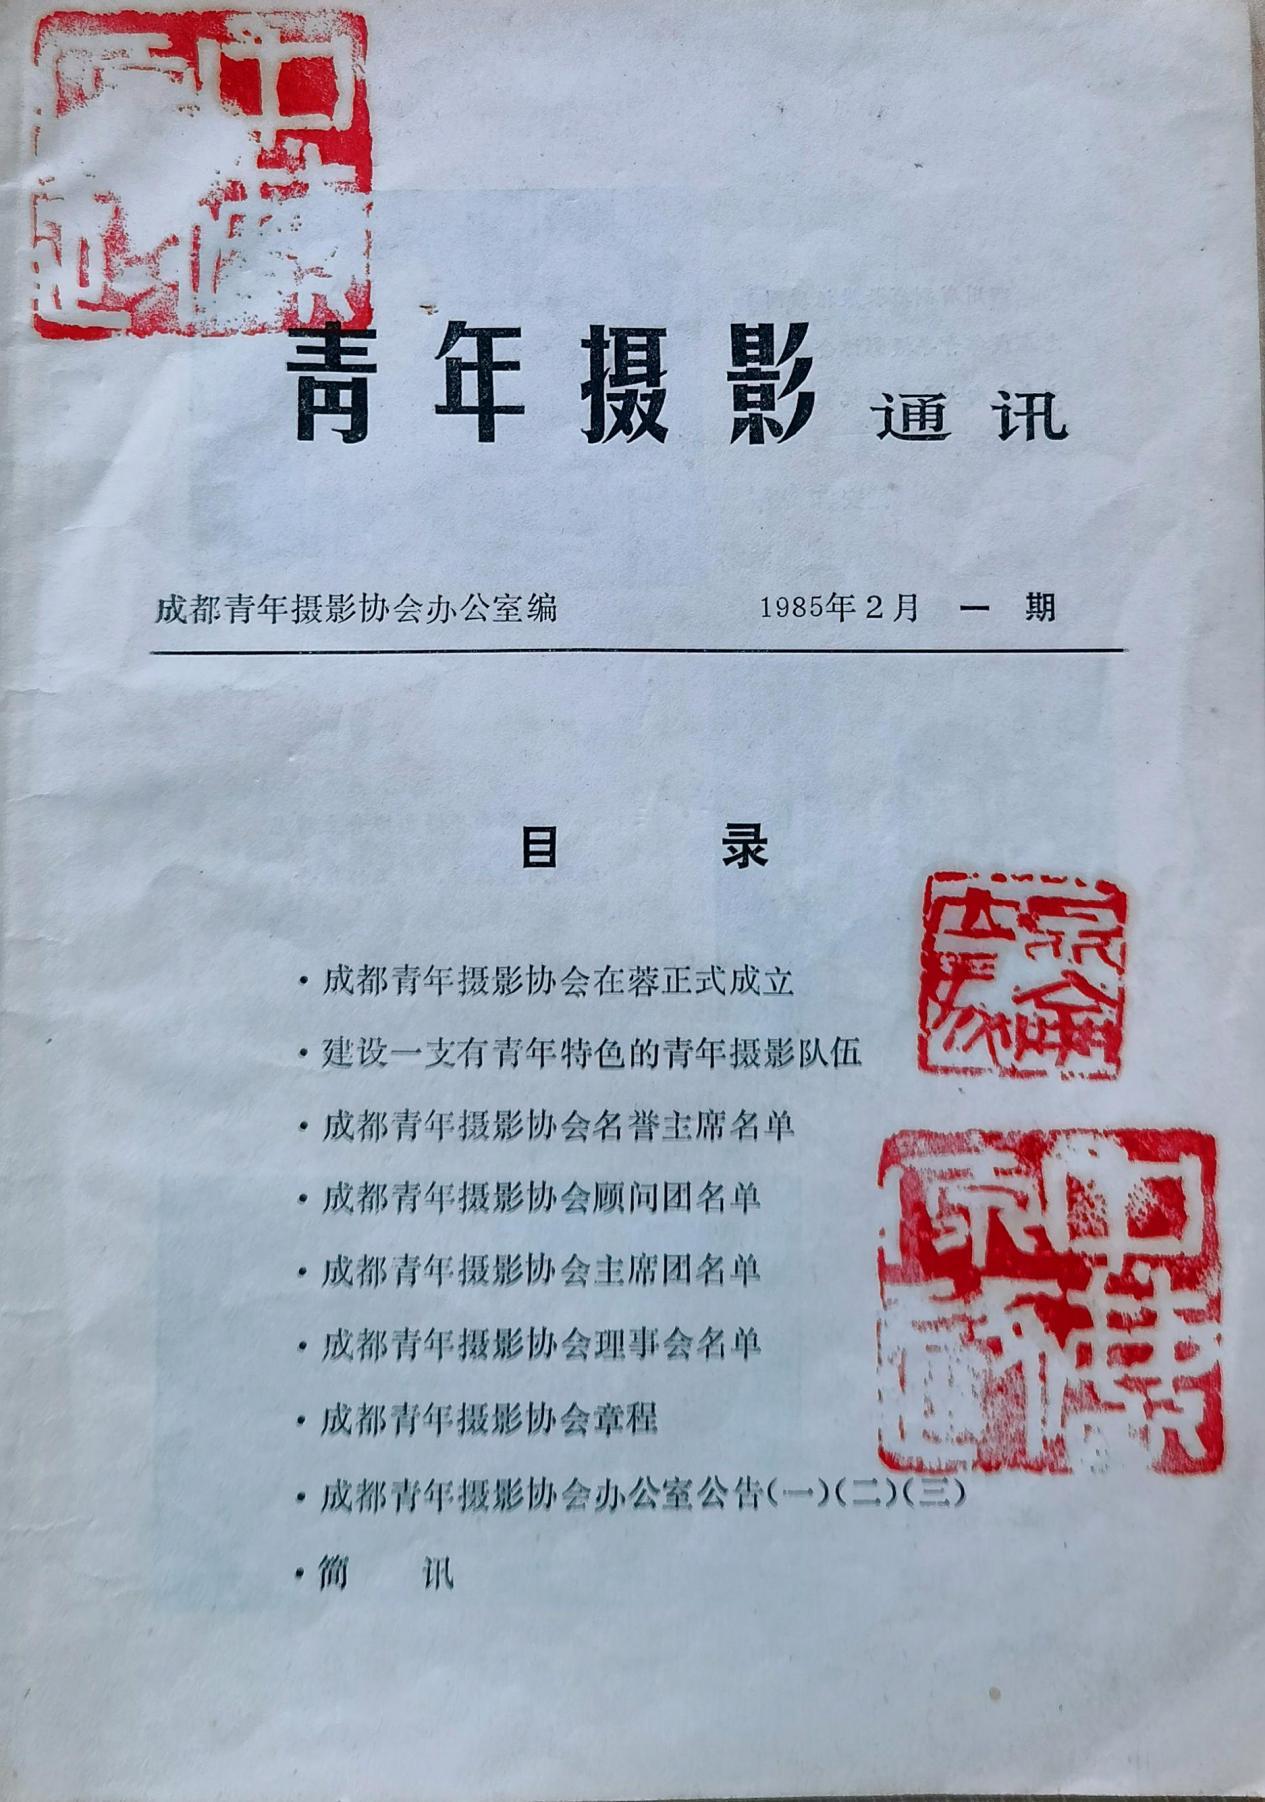 青年摄影通讯
成都青年摄影协会办公室编 1985年2月 一期
目 录
·成都青年摄影协会在蓉正式成立
·建设一支有青年特色的青年摄影队伍
·成都青年摄影协会名誉主席名单
·成都青年摄影协会顾问团名单
·成都青年摄影协会主席团名单
·成都青年摄影协会理事会名单
·成都青年摄影协会章程
·成都青年摄影协会办公室公告(一)(二)(三)
·简 讯